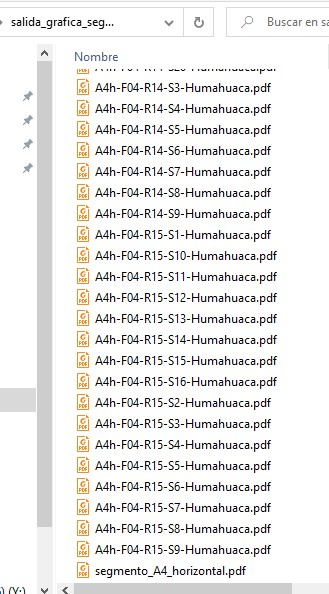 salida_grafica_seg...
Buscar en sa
Nombre
A4h-F04-R14-S3-Humahuaca.pdf
A4h-F04-R14-S4-Humahuaca.pdf
A4h-F04-R14-S5-Humahuaca.pdf
A4h-F04-R14-S6-Humahuaca.pdf
A4h-F04-R14-S7-Humahuaca.pdf
A4h-F04-R14-S8-Humahuaca.pdf
A4h-F04-R14-S9-Humahuaca.pdf
A4h-F04-R15-S1-Humahuaca.pdf
A4h-F04-R15-S10-Humahuaca.pdf
A4h-F04-R15-S11-Humahuaca.pdf
A4h-F04-R15-S12-Humahuaca.pdf
A4h-F04-R15-S13-Humahuaca.pdf
A4h-F04-R15-S14-Humahuaca.pdf
A4h-F04-R15-S15-Humahuaca.pdf
A4h-F04-R15-S16-Humahuaca.pdf
A4h-F04-R15-S2-Humahuaca.pdf
A4h-F04-R15-S3-Humahuaca.pdf
A4h-F04-R15-S4-Humahuaca.pdf
A4h-F04-R15-S5-Humahuaca.pdf
A4h-F04-R15-S6-Humahuaca.pdf
A4h-F04-R15-S7-Humahuaca.pdf
A4h-F04-R15-S8-Humahuaca.pdf
A4h-F04-R15-S9-Humahuaca.pdf
segmento_A4_horizontal.pdf
(Y:)